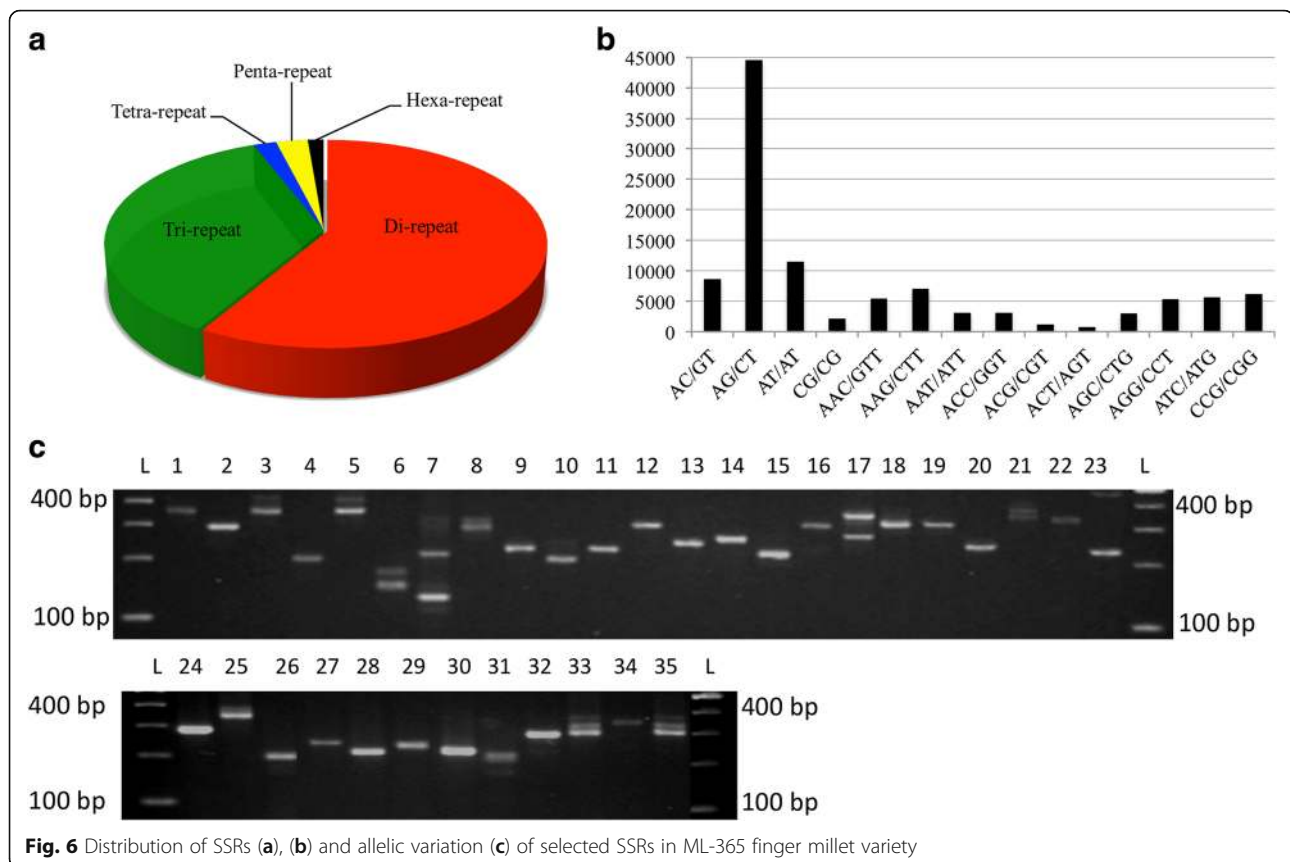 a
Penta-repeat
Tetra-repeat
Hexa-repeat
Tri-repeat
Di-repeat
b
45000
40000
35000
30000
25000
20000
15000
10000
5000
0
AC/GT
AG/CT
AT/AT
CG/CG
AAC/GTT
AAG/CTT
AAT/ATT
ACC/GGT
ACG/CGT
ACT/AGT
AGC/CTG
AGG/CCT
ATC/ATG
CCG/CGG
c
L 1 2 3 4 5 6 7 8 9 10 11 12 13 14 15 16 17 18 19 20 21 22 23 L
400 bp
400 bp
100 bp
100 bp
L 24 25 26 27 28 29 30 31 32 33 34 35 L
400 bp
400 bp
100 bp
100 bp
Fig. 6 Distribution of SSRs (a), (b) and allelic variation (c) of selected SSRs in ML-365 finger millet variety